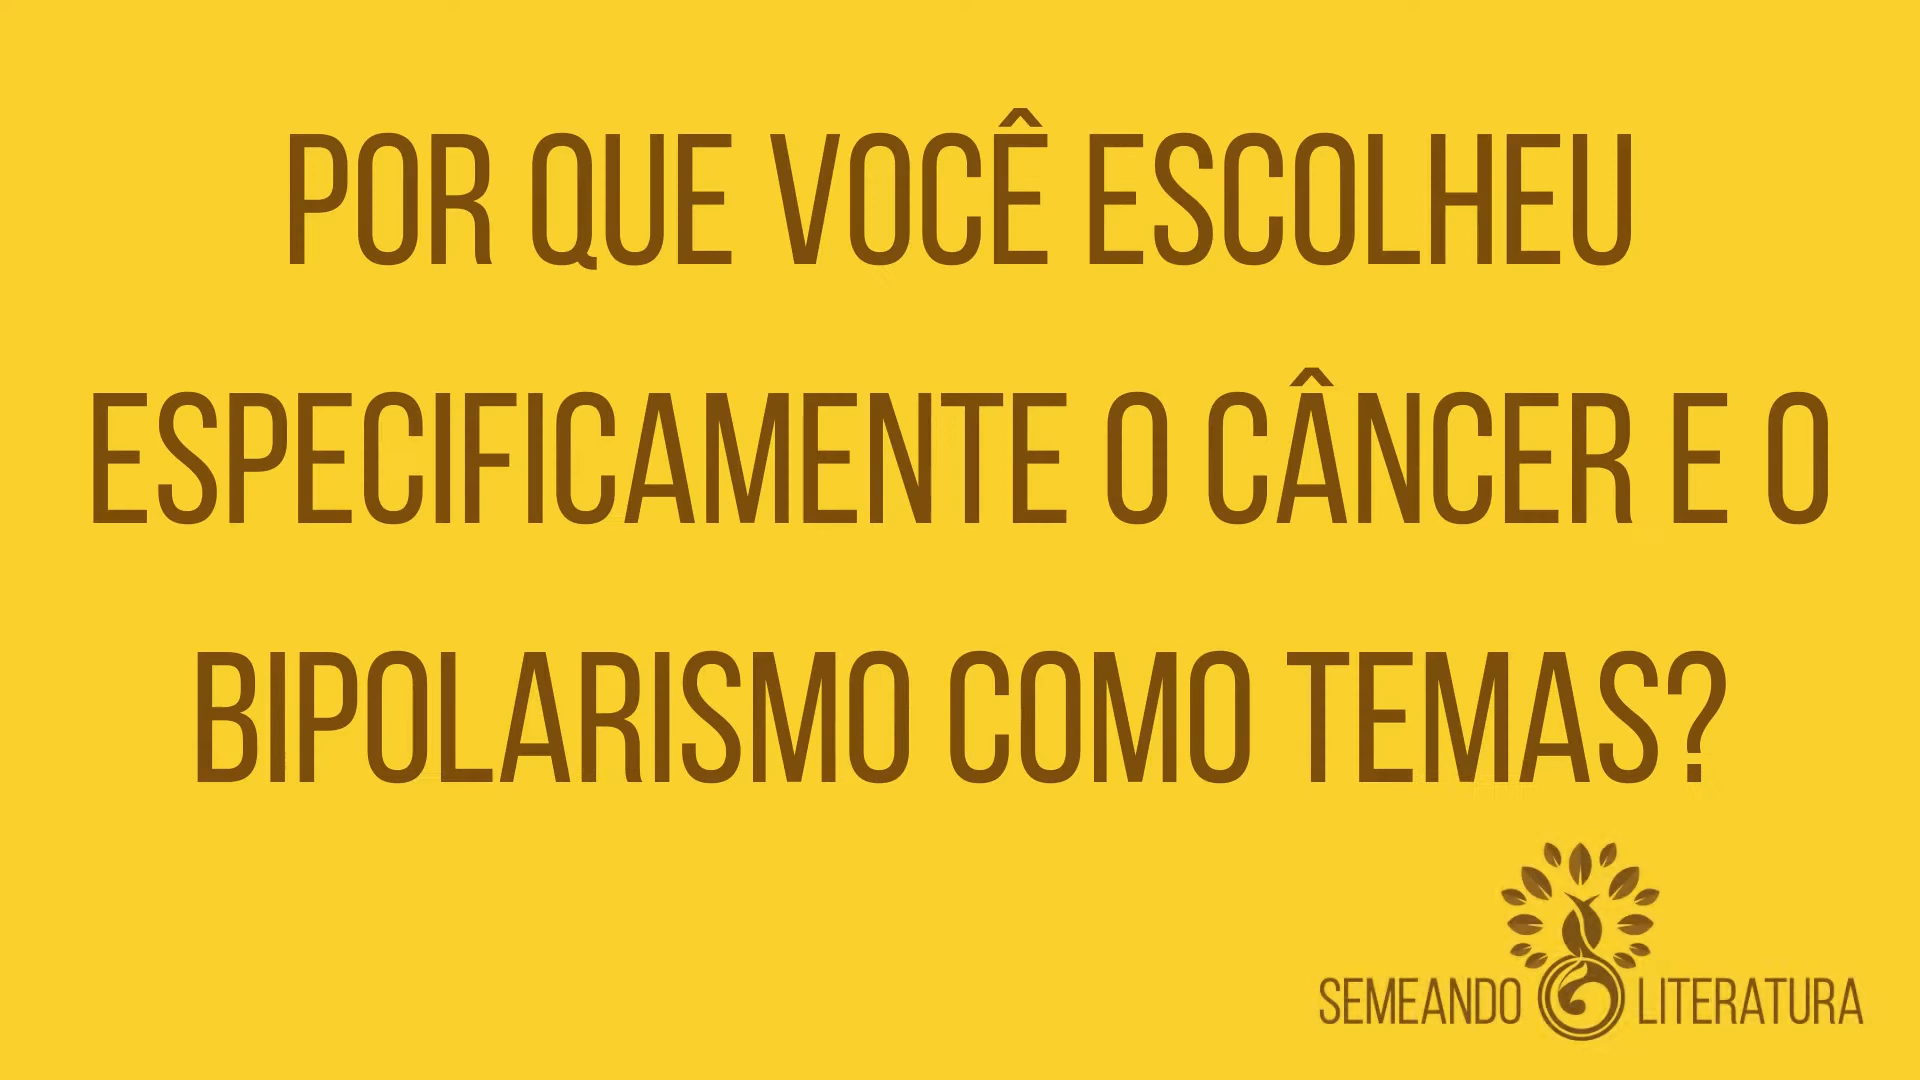 POR QUE VOCÊ ESCOLHEU
ESPECIFICAMENTE O CÂNCER E O
BIPOLARISMO COMO TEMAS?
SEMEANDO LITERATURA